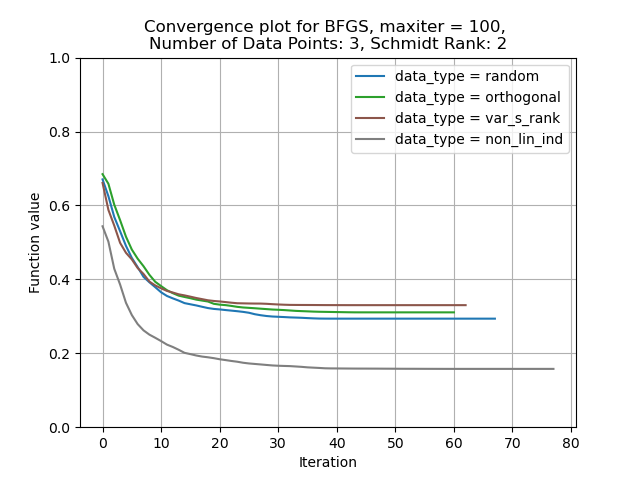 Convergence plot for BFGS, maxiter = 100,
Number of Data Points: 3, Schmidt Rank: 2
1.0
0.8
0.6
0.4
0.2
0.0
Function value
data_type = random
data_type = orthogonal
data_type = var_s_rank
data_type = non_lin_ind
0 10 20 30 40 50 60 70 80
Iteration